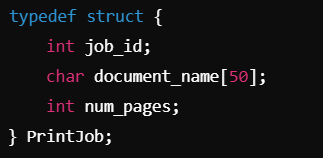 typedef struct {
    int job_id;
    char document_name[50];
    int num_pages;
} PrintJob;